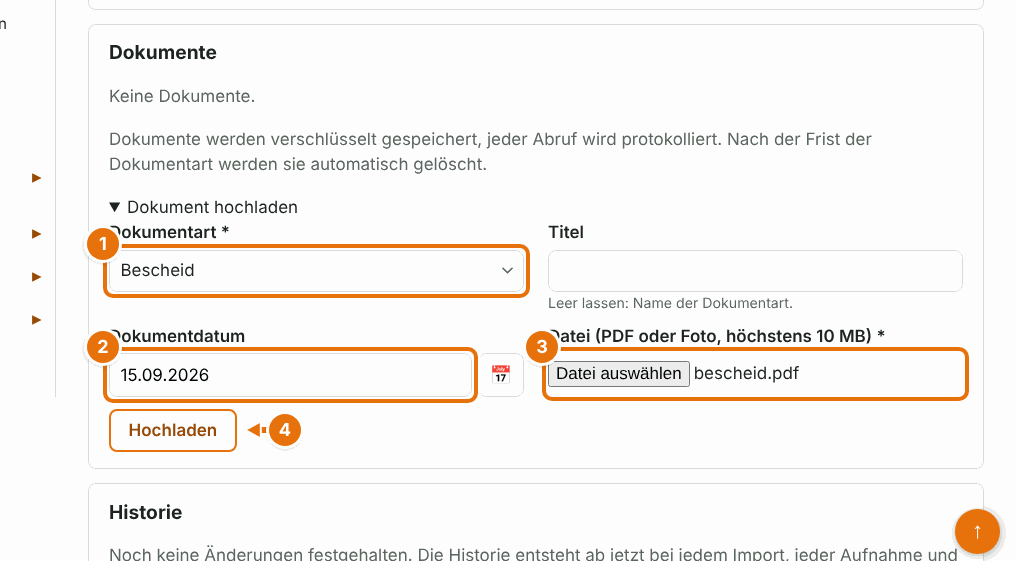 n
Dokumente
Keine Dokumente.
Dokumente werden verschlüsselt gespeichert, jeder Abruf wird protokolliert. Nach der Frist der
Dokumentart werden sie automatisch gelöscht.
▼ Dokument hochladen
1 Dokumentart *
Bescheid
Titel
Leer lassen: Name der Dokumentart.
2 Dokumentdatum
15.09.2026
3 Datei (PDF oder Foto, höchstens 10 MB) *
Datei auswählen bescheid.pdf
Hochladen 4
Historie
↑
Noch keine Änderungen festgehalten. Die Historie entsteht ab jetzt bei jedem Import, jeder Aufnahme und